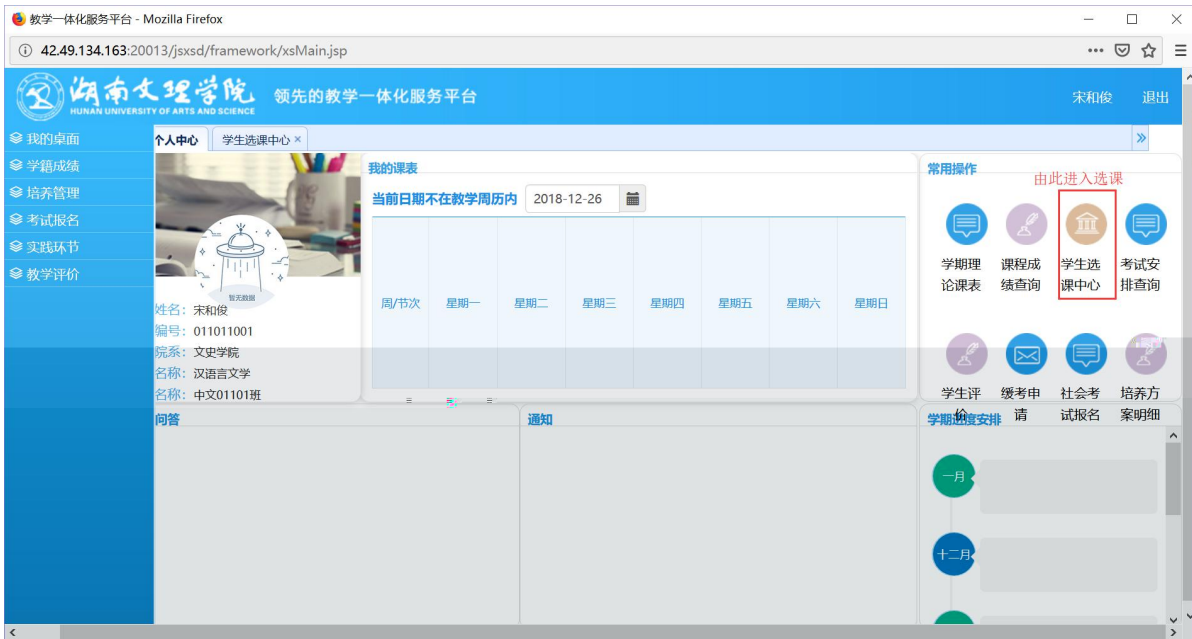 教学一体化服务平台 - Mozilla Firefox
42.49.134.163:20013/jsxsd/framework/xsMain.jsp
湖南文理学院
HUNAN UNIVERSITY OF ARTS AND SCIENCE
领先的教学一体化服务平台
宋和俊 退出
我的桌面
学籍成绩
培养管理
考试报名
实践环节
教学评价
个人中心 学生选课中心 ×
暂无数据
姓名：宋和俊
编号：011011001
院系：文史学院
名称：汉语言文学
名称：中文01101班
我的课表
当前日期不在教学周历内 2018-12-26
周/节次 星期一 星期二 星期三 星期四 星期五 星期六 星期日
常用操作
由此进入选课
学期理论课表
课程成绩查询
学生选课中心
考试安排查询
学生评价
缓考申请
社会考试报名
培养方案明细
问答
通知
学期进度安排
一月
十二月